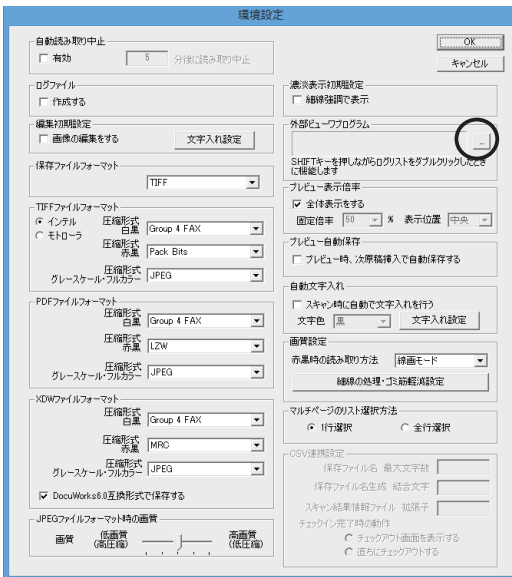 環境設定
自動読み取り中止
有効 5 分後に読み取り中止
ログファイル
作成する
編集初期設定
画像の編集をする 文字入れ設定
保存ファイルフォーマット
TIFF
TIFFファイルフォーマット
インテル
モトローラ
圧縮形式
白黒 Group 4 FAX
圧縮形式
赤黒 Pack Bits
圧縮形式
グレースケール・フルカラー JPEG
PDFファイルフォーマット
圧縮形式
白黒 Group 4 FAX
圧縮形式
赤黒 LZW
圧縮形式
グレースケール・フルカラー JPEG
XDWファイルフォーマット
圧縮形式
白黒 Group 4 FAX
圧縮形式
赤黒 MRC
圧縮形式
グレースケール・フルカラー JPEG
DocuWorks6.0互換形式で保存する
JPEGファイルフォーマット時の画質
画質 低画質 高画質
(高圧縮) (低圧縮)
OK
キャンセル
濃淡表示初期設定
細線強調で表示
外部ビューワプログラム
...
SHIFTキーを押しながらログリストをダブルクリックしたとき
に機能します
プレビュー表示倍率
全体表示をする
固定倍率 50 % 表示位置 中央
プレビュー自動保存
プレビュー時、次原稿挿入で自動保存する
自動文字入れ
スキャン時に自動で文字入れを行う
文字色 黒 文字入れ設定
画質設定
赤黒時の読み取り方法 線画モード
細線の処理・ゴミ筋軽減設定
マルチページのリスト選択方法
1行選択 全行選択
CSV連携設定
保存ファイル名 最大文字数
保存ファイル名生成 結合文字
スキャン結果情報ファイル 拡張子
チェックイン完了時の動作
チェックアウト画面を表示する
直ちにチェックアウトする